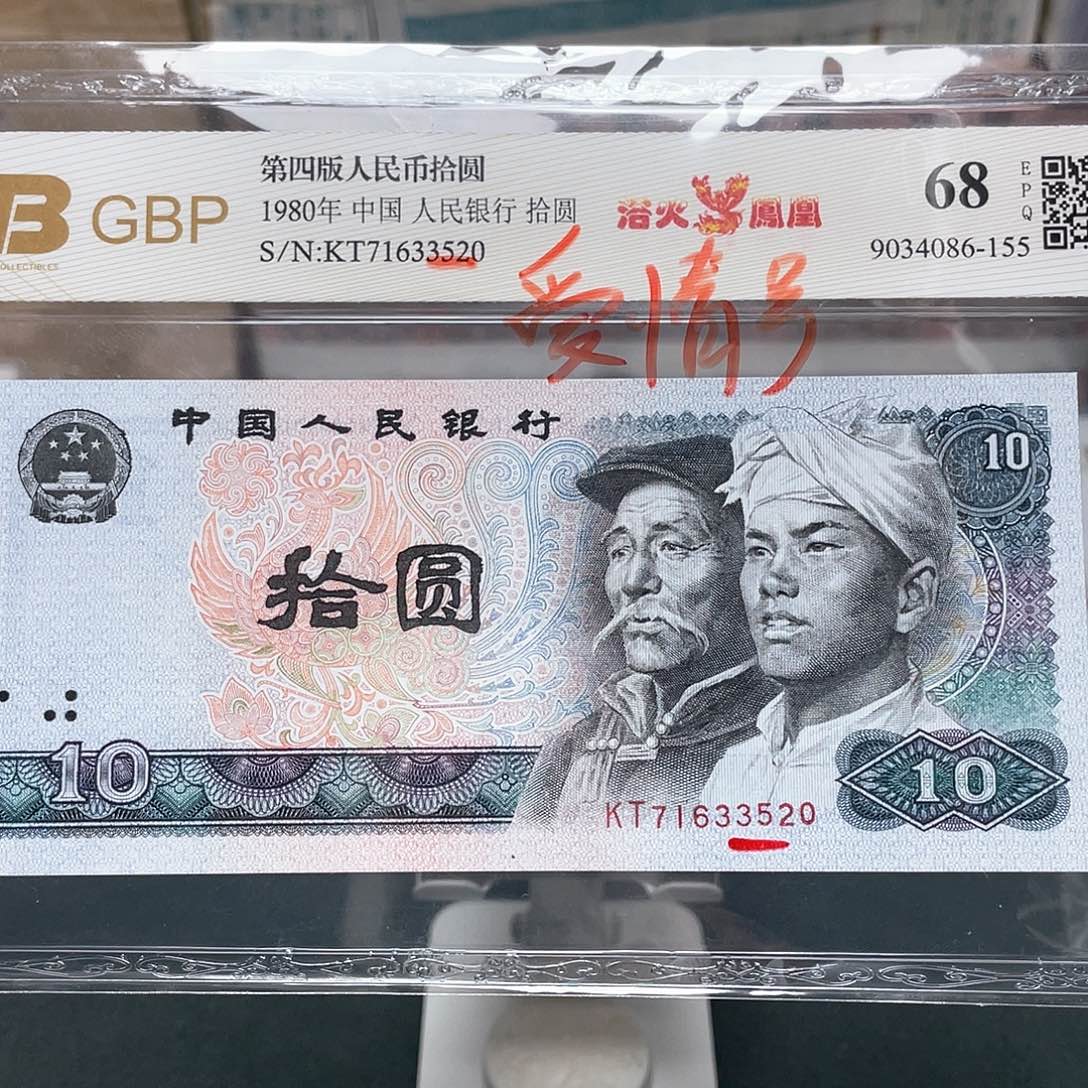 第四版人民币拾圆
1980年 中国 人民银行 拾圆
S/N:KT71633520
GBP
OLLECTIBLES
浴火鳳凰
68
EPQ
9034086-155
爱情号
中国人民银行
10
拾圆
10
10
KT71633520